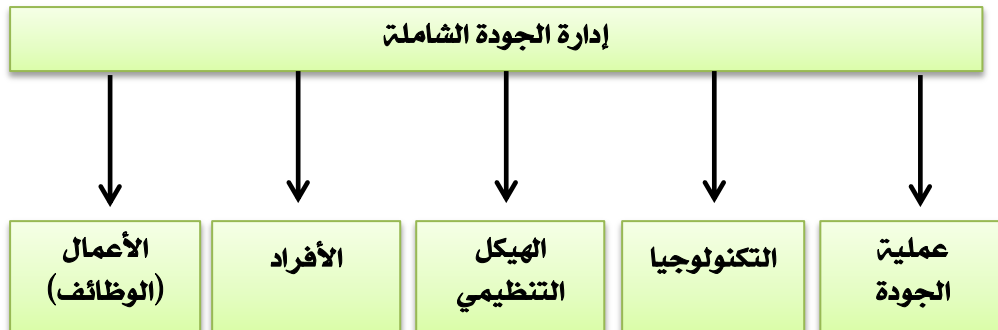 إدارة الجودة الشاملة
عملية
الجودة
التكنولوجيا
الهيكل
التنظيمي
الأفراد
الأعمال
(الوظائف)